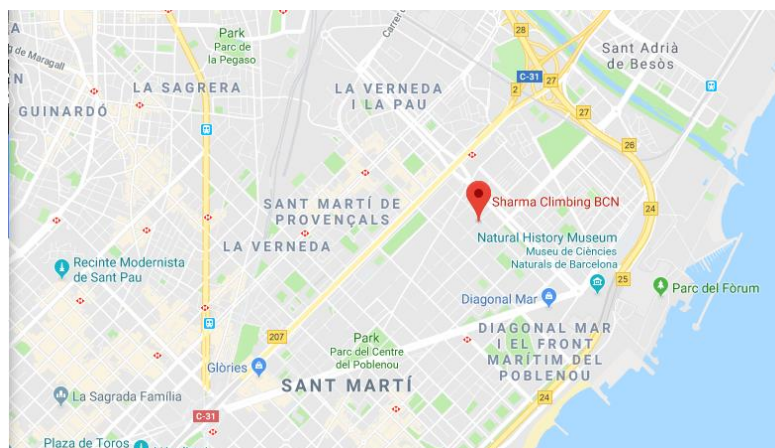 A
de Maragall
N
GUINARDÓ
Park
Parc de
la Pegaso
Carrer d
LA SAGRERA
LA VERNEDA
I LA PAU
28
C-31
27
2
27
26
Sant Adrià
de Besòs
SANT MARTÍ DE
PROVENÇALS
LA VERNEDA
Sharma Climbing BCN
24
Natural History Museum
Museu de Ciències
Naturals de Barcelona
25
Recinte Modernista
de Sant Pau
Parc del Fòrum
Diagonal Mar
207
Park
Parc del Centre
del Poblenou
DIAGONAL MAR
I EL FRONT
MARÍTIM DEL
POBLENOU
Glòries
SANT MARTÍ
24
La Sagrada Família
C-31
Plaza de Toros